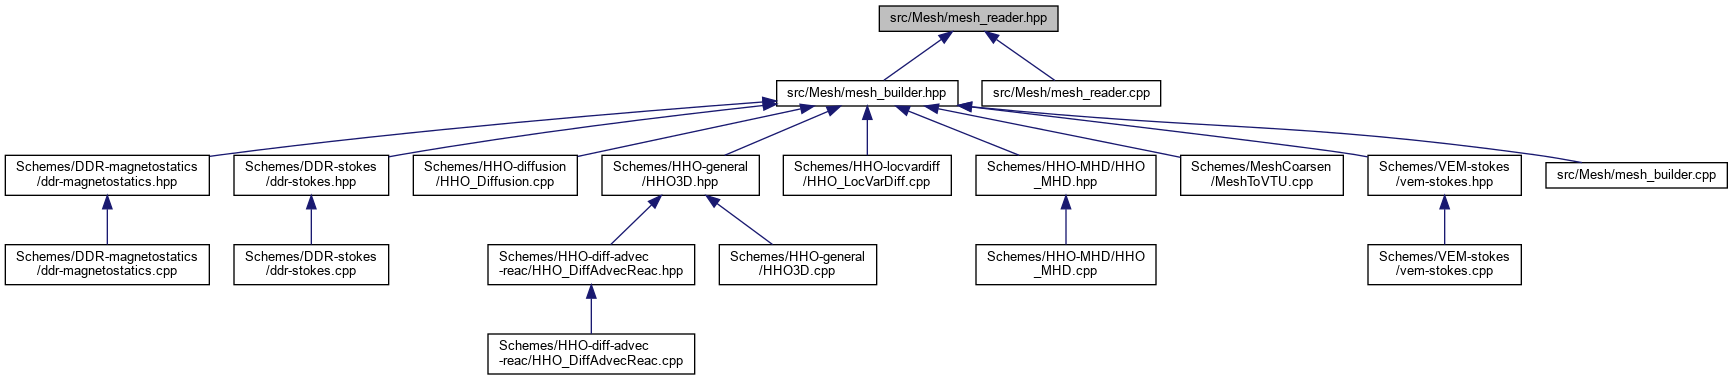 src/Mesh/mesh_reader.hpp
src/Mesh/mesh_builder.hpp
src/Mesh/mesh_reader.cpp
Schemes/DDR-magnetostatics
/ddr-magnetostatics.hpp
Schemes/DDR-stokes
/ddr-stokes.hpp
Schemes/HHO-diffusion
/HHO_Diffusion.cpp
Schemes/HHO-general
/HHO3D.hpp
Schemes/HHO-locvardiff
/HHO_LocVarDiff.cpp
Schemes/HHO-MHD/HHO
_MHD.hpp
Schemes/MeshCoarsen
/MeshToVTU.cpp
Schemes/VEM-stokes
/vem-stokes.hpp
src/Mesh/mesh_builder.cpp
Schemes/DDR-magnetostatics
/ddr-magnetostatics.cpp
Schemes/DDR-stokes
/ddr-stokes.cpp
Schemes/HHO-diff-advec
-reac/HHO_DiffAdvecReac.hpp
Schemes/HHO-general
/HHO3D.cpp
Schemes/HHO-MHD/HHO
_MHD.cpp
Schemes/VEM-stokes
/vem-stokes.cpp
Schemes/HHO-diff-advec
-reac/HHO_DiffAdvecReac.cpp